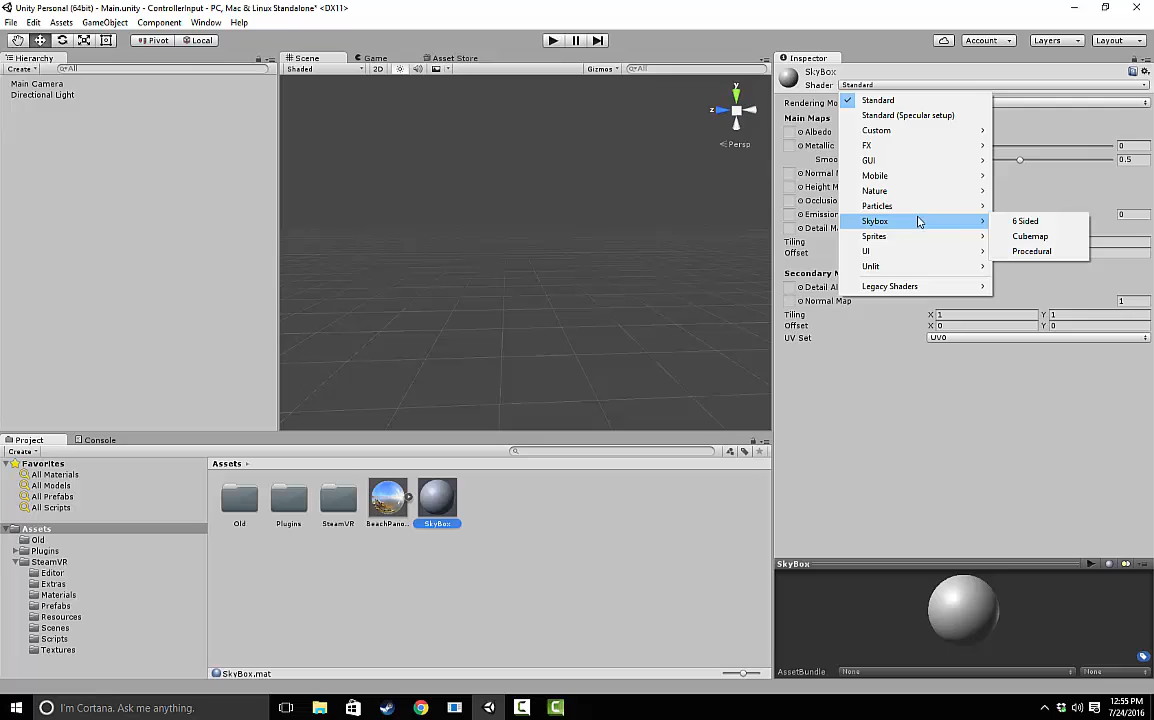 Unity Personal (64bit) - Main.unity - ControllerInput - PC, Mac & Linux Standalone* <DX11>
File Edit Assets GameObject Component Window Help
Pivot Local Account Layers Layout
Hierarchy
Create All
Main Camera
Directional Light
Scene Game Asset Store
Shaded 2D Gizmos All
y
z
Persp
Inspector
SkyBox
Shader Standard
Rendering Mo
Main Maps
Albedo
Metallic 0
Smoo 0.5
Normal M
Height M
Occlusio
Emission 0
Detail Ma
Tiling
Offset
Secondary M
Detail Al
Normal Map 1
Tiling X 1 Y 1
Offset X 0 Y 0
UV Set UV0
Standard
Standard (Specular setup)
Custom
FX
GUI
Mobile
Nature
Particles
Skybox
Sprites
UI
Unlit
Legacy Shaders
6 Sided
Cubemap
Procedural
Project Console
Create
Favorites
All Materials
All Models
All Prefabs
All Scripts
Assets
Old
Plugins
SteamVR
Editor
Extras
Materials
Prefabs
Resources
Scenes
Scripts
Textures
Assets
Old Plugins SteamVR BeachPano... SkyBox
SkyBox.mat
SkyBox
AssetBundle None None
I'm Cortana. Ask me anything.
12:55 PM
7/24/2016